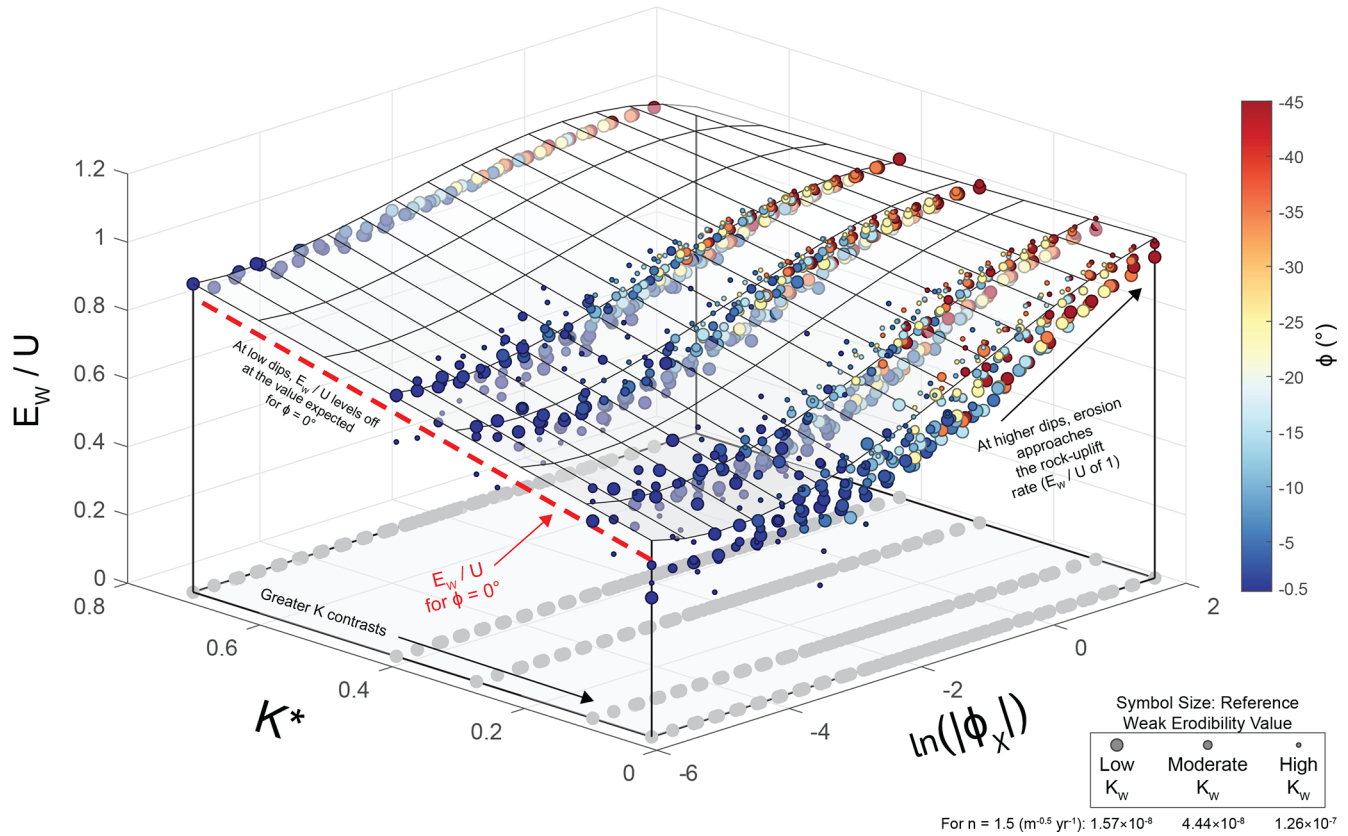 1.2
1
0.8
0.6
0.4
0.2
0
E_W / U
0.8
0.6
0.4
0.2
0
K*
-6
-4
-2
0
2
ln(|ϕ_X|)
At low dips, E_W / U levels off
at the value expected
for ϕ = 0°
E_W / U
for ϕ = 0°
Greater K contrasts
At higher dips, erosion
approaches
the rock-uplift
rate (E_W / U of 1)
-45
-40
-35
-30
-25
-20
-15
-10
-5
-0.5
ϕ (°)
Symbol Size: Reference
Weak Erodibility Value
Low Moderate High
K_W K_W K_W
For n = 1.5 (m^-0.5 yr^-1): 1.57×10^-8 4.44×10^-8 1.26×10^-7